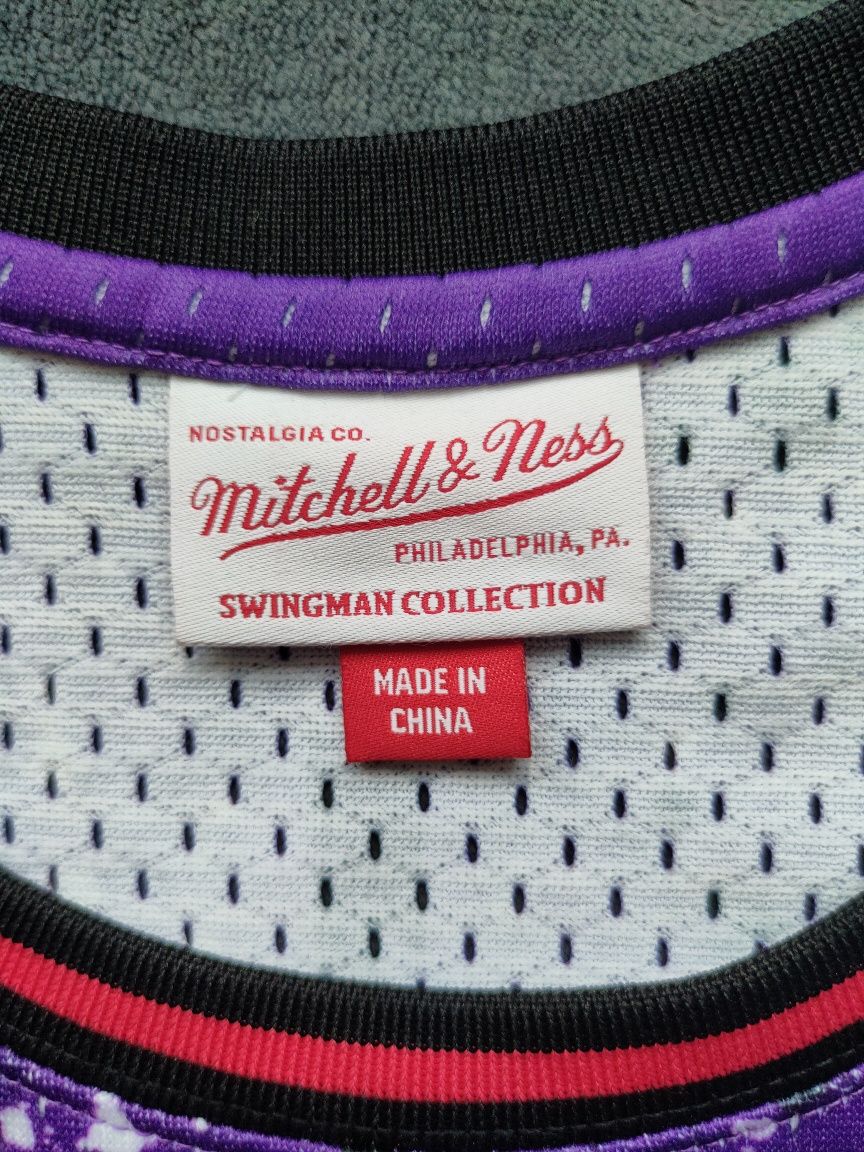 NOSTALGIA CO.
Mitchell & Ness
PHILADELPHIA, PA.
SWINGMAN COLLECTION
MADE IN
CHINA